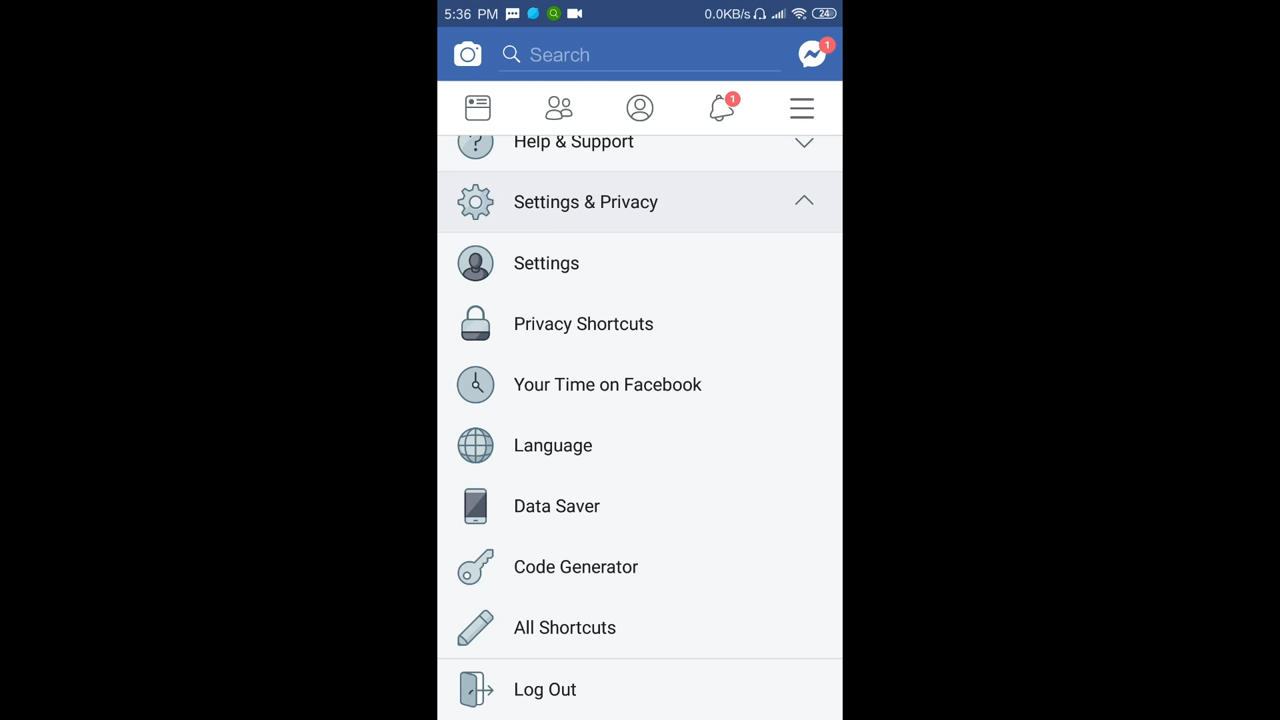 5:36 PM 0.0KB/s 24
Search 1
1
Help & Support
Settings & Privacy
Settings
Privacy Shortcuts
Your Time on Facebook
Language
Data Saver
Code Generator
All Shortcuts
Log Out